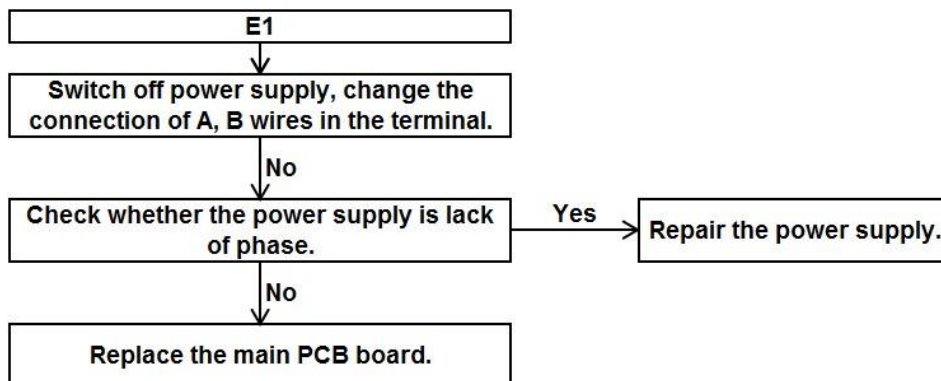 E1
Switch off power supply, change the
connection of A, B wires in the terminal.
No
Check whether the power supply is lack
of phase.
Yes
Repair the power supply.
No
Replace the main PCB board.